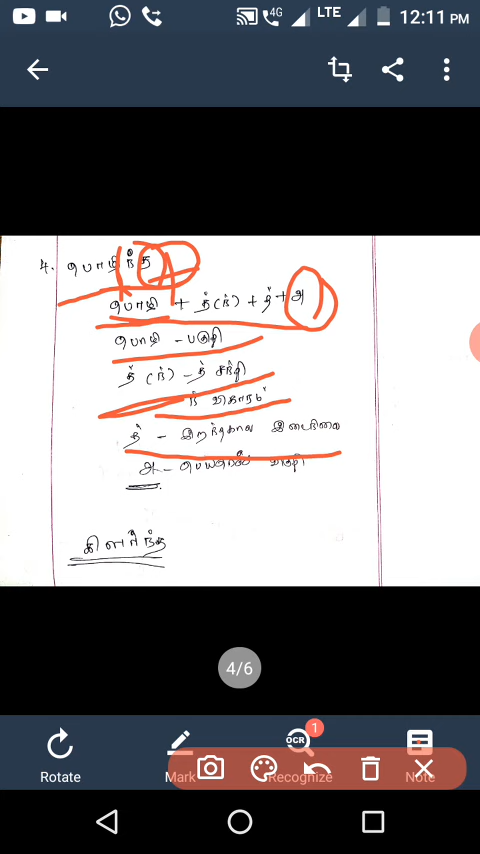 4G LTE 12:11 PM
4. பொழிந்த
பொழி + த்(ந்) + த் + அ
பொழி - பகுதி
த்(ந்) - த் சந்தி
ந் விகாரம்
த் - இறந்தகால இடைநிலை
அ - பெயரெச்ச விகுதி
கிளர்ந்த
4/6
1
OCR
Rotate Mark Recognize Note